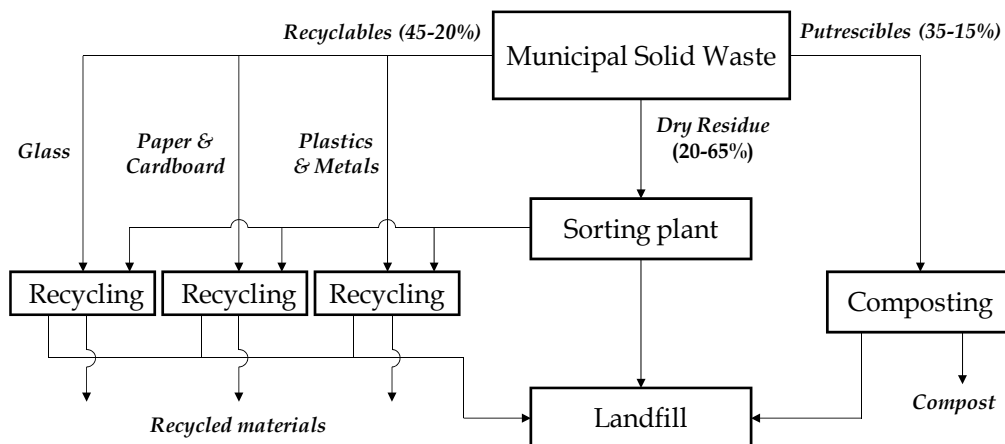 Recyclables (45-20%)
Municipal Solid Waste
Putrescibles (35-15%)
Glass
Paper &
Cardboard
Plastics
& Metals
Dry Residue
(20-65%)
Sorting plant
Recycling
Recycling
Recycling
Composting
Recycled materials
Landfill
Compost